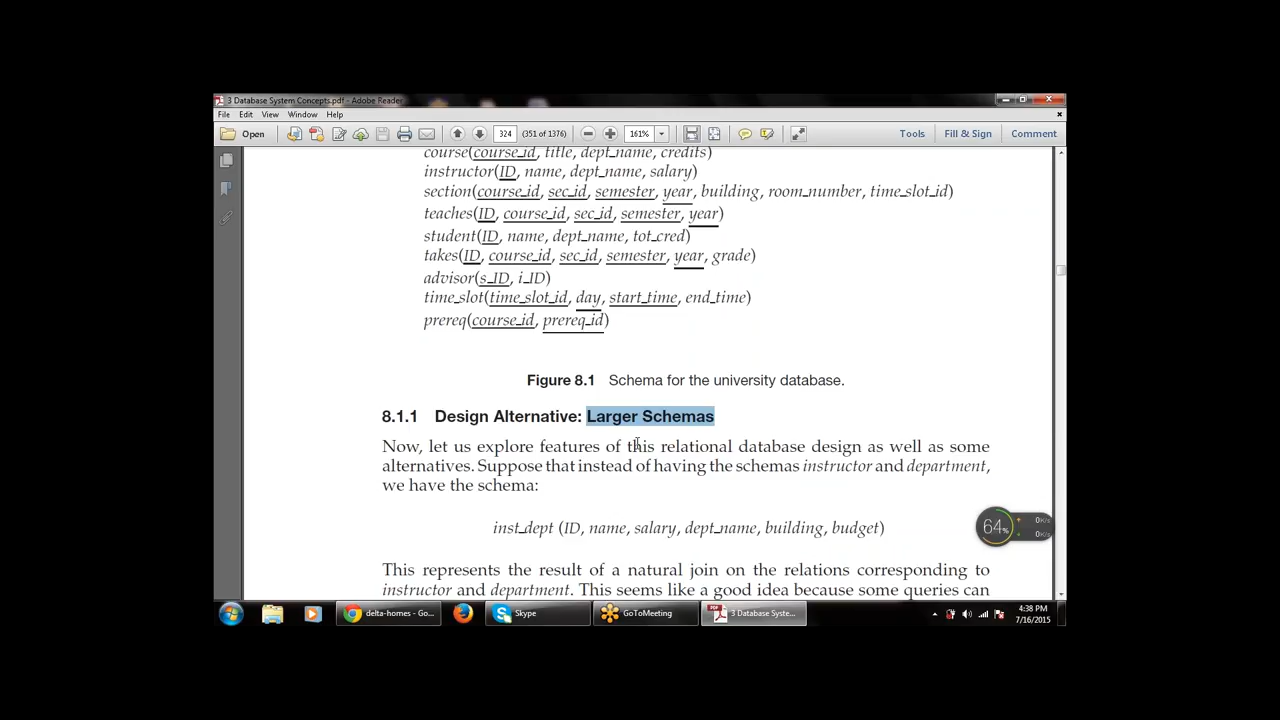 3 Database System Concepts.pdf - Adobe Reader
File Edit View Window Help
Open 324 (351 of 1376) 161% Tools Fill & Sign Comment
course(course_id, title, dept_name, credits)
instructor(ID, name, dept_name, salary)
section(course_id, sec_id, semester, year, building, room_number, time_slot_id)
teaches(ID, course_id, sec_id, semester, year)
student(ID, name, dept_name, tot_cred)
takes(ID, course_id, sec_id, semester, year, grade)
advisor(s_ID, i_ID)
time_slot(time_slot_id, day, start_time, end_time)
prereq(course_id, prereq_id)
Figure 8.1 Schema for the university database.
8.1.1 Design Alternative: Larger Schemas
Now, let us explore features of this relational database design as well as some
alternatives. Suppose that instead of having the schemas instructor and department,
we have the schema:
inst_dept (ID, name, salary, dept_name, building, budget)
64%
0K/s
0K/s
This represents the result of a natural join on the relations corresponding to
instructor and department. This seems like a good idea because some queries can
delta-homes - Go... Skype GoToMeeting 3 Database Syste...
4:38 PM
7/16/2015